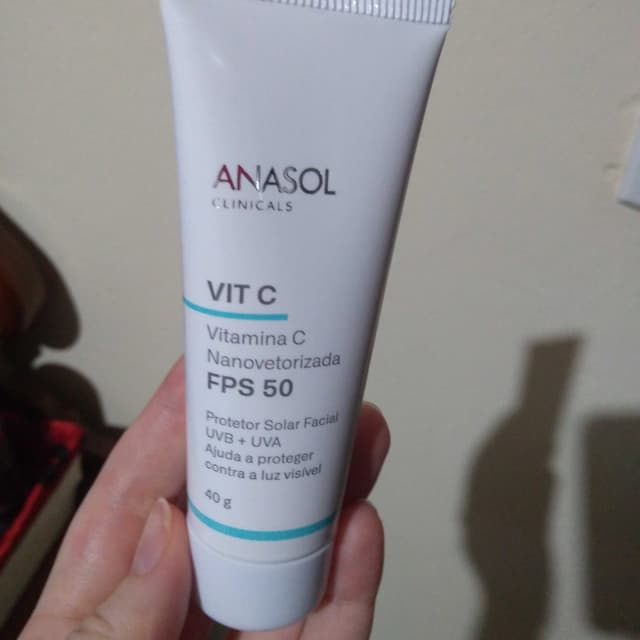 ANASOL
CLINICALS
VIT C
Vitamina C
Nanovetorizada
FPS 50
Protetor Solar Facial
UVB + UVA
Ajuda a proteger
contra a luz visível
40 g